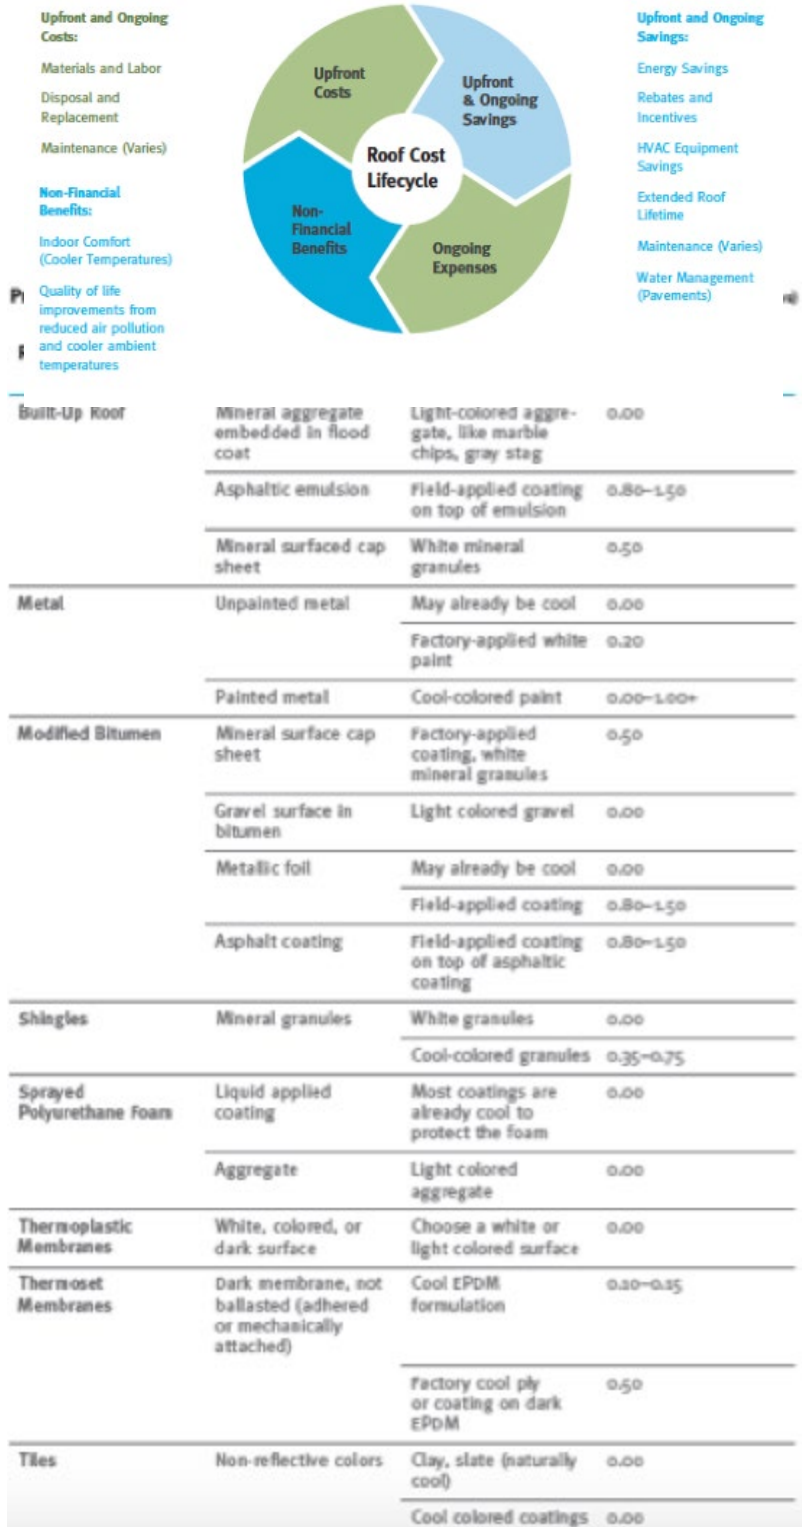 Upfront and Ongoing
Costs:
Materials and Labor
Disposal and
Replacement
Maintenance (Varies)
Non-Financial
Benefits:
Indoor Comfort
(Cooler Temperatures)
Quality of life
improvements from
reduced air pollution
and cooler ambient
temperatures
Upfront
Costs
Upfront
& Ongoing
Savings
Roof Cost
Lifecycle
Non-
Financial
Benefits
Ongoing
Expenses
Upfront and Ongoing
Savings:
Energy Savings
Rebates and
Incentives
HVAC Equipment
Savings
Extended Roof
Lifetime
Maintenance (Varies)
Water Management
(Pavements)
Built-Up Roof Mineral aggregate Light-colored aggre- 0.00
embedded in flood gate, like marble
coat chips, gray slag
Asphaltic emulsion Field-applied coating 0.80–1.50
on top of emulsion
Mineral surfaced cap White mineral 0.50
sheet granules
Metal Unpainted metal May already be cool 0.00
Factory-applied white 0.20
paint
Painted metal Cool-colored paint 0.00–1.00+
Modified Bitumen Mineral surface cap Factory-applied 0.50
sheet coating, white
mineral granules
Gravel surface in Light colored gravel 0.00
bitumen
Metallic foil May already be cool 0.00
Field-applied coating 0.80–1.50
Asphalt coating Field-applied coating 0.80–1.50
on top of asphaltic
coating
Shingles Mineral granules White granules 0.00
Cool-colored granules 0.35–0.75
Sprayed Liquid applied Most coatings are 0.00
Polyurethane Foam coating already cool to
protect the foam
Aggregate Light colored 0.00
aggregate
Thermoplastic White, colored, or Choose a white or 0.00
Membranes dark surface light colored surface
Thermoset Dark membrane, not Cool EPDM 0.10–0.15
Membranes ballasted (adhered formulation
or mechanically
attached)
Factory cool ply 0.50
or coating on dark
EPDM
Tiles Non-reflective colors Clay, slate (naturally 0.00
cool)
Cool colored coatings 0.00